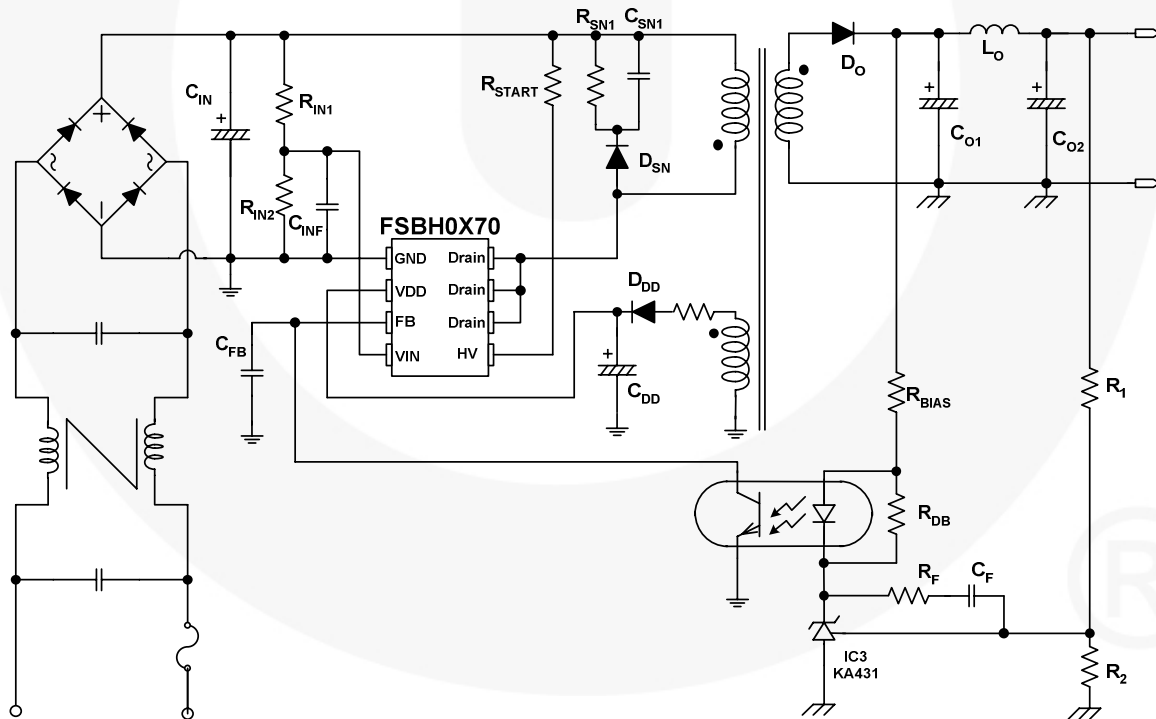 R_SN1 C_SN1
C_IN
+
R_IN1
R_START
D_O
L_O
+
C_O1
+
C_O2
+
~
~
–
D_SN
R_IN2
C_INF
FSBH0X70
GND Drain
VDD Drain
FB Drain
VIN HV
D_DD
C_FB
+
C_DD
R_BIAS
R_1
R_DB
R_F C_F
IC3
KA431
R_2
®